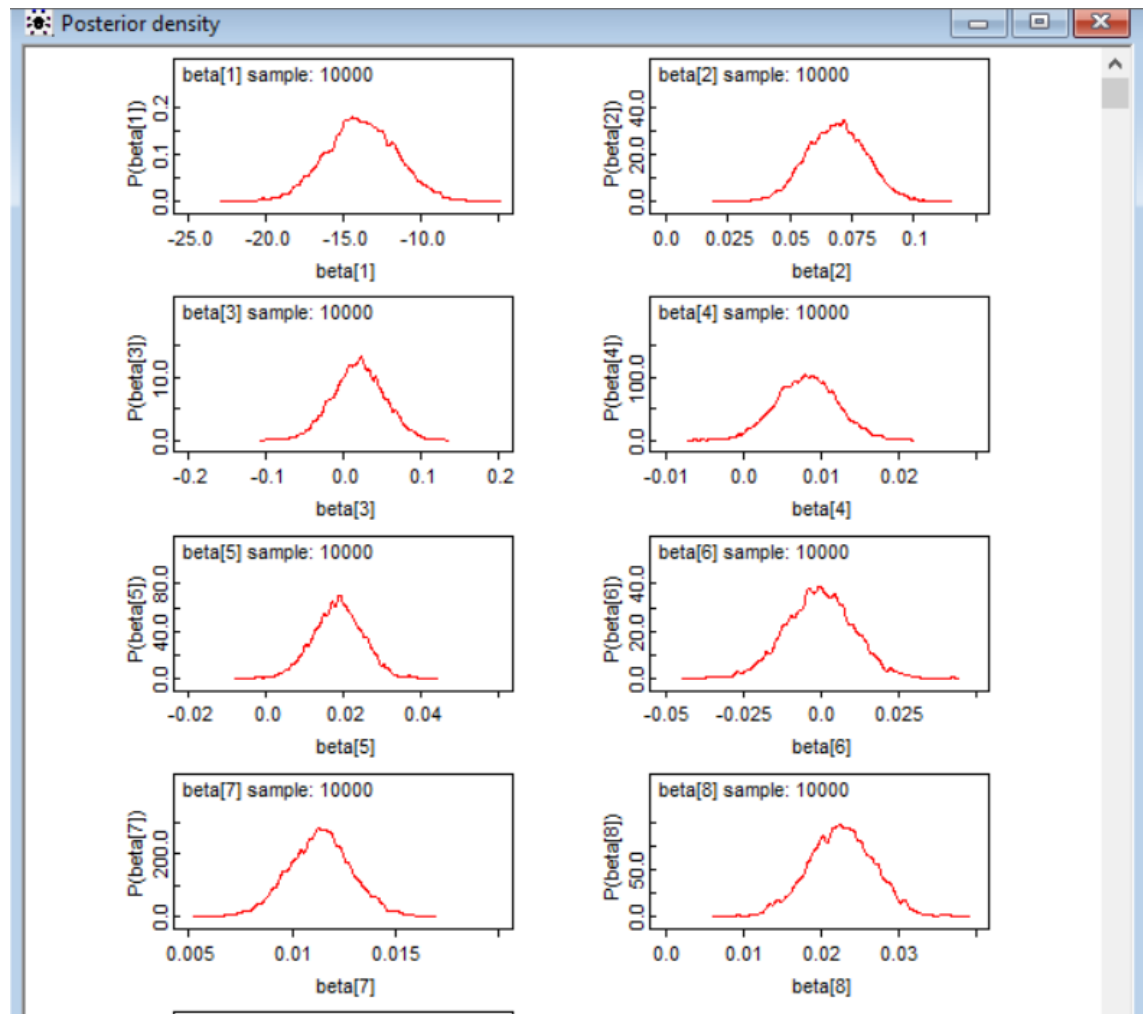 Posterior density
beta[1] sample: 10000
P(beta[1])
0.0 0.1 0.2
-25.0 -20.0 -15.0 -10.0
beta[1]
beta[2] sample: 10000
P(beta[2])
0.0 20.0 40.0
0.0 0.025 0.05 0.075 0.1
beta[2]
beta[3] sample: 10000
P(beta[3])
0.0 10.0
-0.2 -0.1 0.0 0.1 0.2
beta[3]
beta[4] sample: 10000
P(beta[4])
0.0 100.0
-0.01 0.0 0.01 0.02
beta[4]
beta[5] sample: 10000
P(beta[5])
0.0 40.0 80.0
-0.02 0.0 0.02 0.04
beta[5]
beta[6] sample: 10000
P(beta[6])
0.0 20.0 40.0
-0.05 -0.025 0.0 0.025
beta[6]
beta[7] sample: 10000
P(beta[7])
0.0 200.0
0.005 0.01 0.015
beta[7]
beta[8] sample: 10000
P(beta[8])
0.0 50.0
0.0 0.01 0.02 0.03
beta[8]